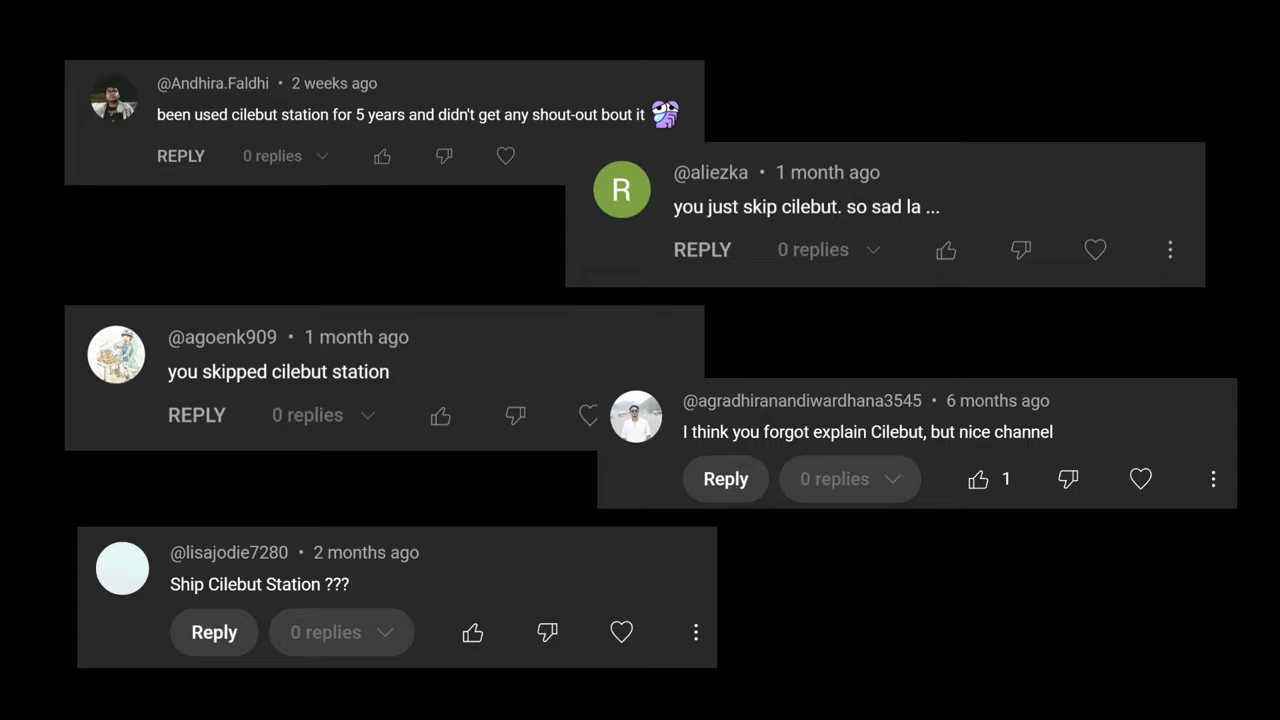 @Andhira.Faldhi • 2 weeks ago
been used cilebut station for 5 years and didn't get any shout-out bout it
REPLY 0 replies
R
@aliezka • 1 month ago
you just skip cilebut. so sad la ...
REPLY 0 replies
@agoenk909 • 1 month ago
you skipped cilebut station
REPLY 0 replies
@agradhiranandiwardhana3545 • 6 months ago
I think you forgot explain Cilebut, but nice channel
Reply 0 replies 1
@lisajodie7280 • 2 months ago
Ship Cilebut Station ???
Reply 0 replies